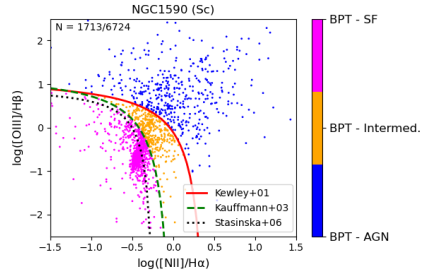 NGC1590 (Sc)
N = 1713/6724
log([OIII]/Hβ)
2
1
0
−1
−2
−1.5
−1.0
−0.5
0.0
0.5
1.0
1.5
log([NII]/Hα)
Kewley+01
Kauffmann+03
Stasinska+06
BPT - SF
BPT - Intermed.
BPT - AGN